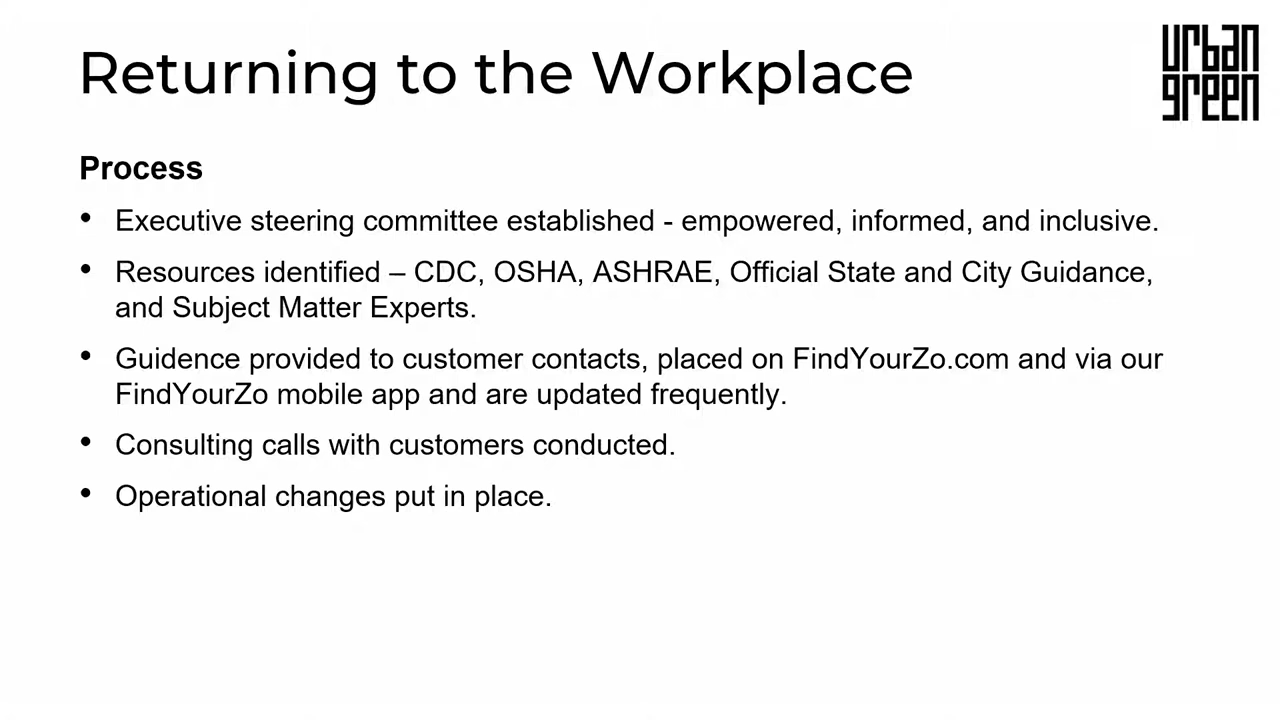 Returning to the Workplace
urban
green
Process
• Executive steering committee established - empowered, informed, and inclusive.
• Resources identified – CDC, OSHA, ASHRAE, Official State and City Guidance,
and Subject Matter Experts.
• Guidence provided to customer contacts, placed on FindYourZo.com and via our
FindYourZo mobile app and are updated frequently.
• Consulting calls with customers conducted.
• Operational changes put in place.